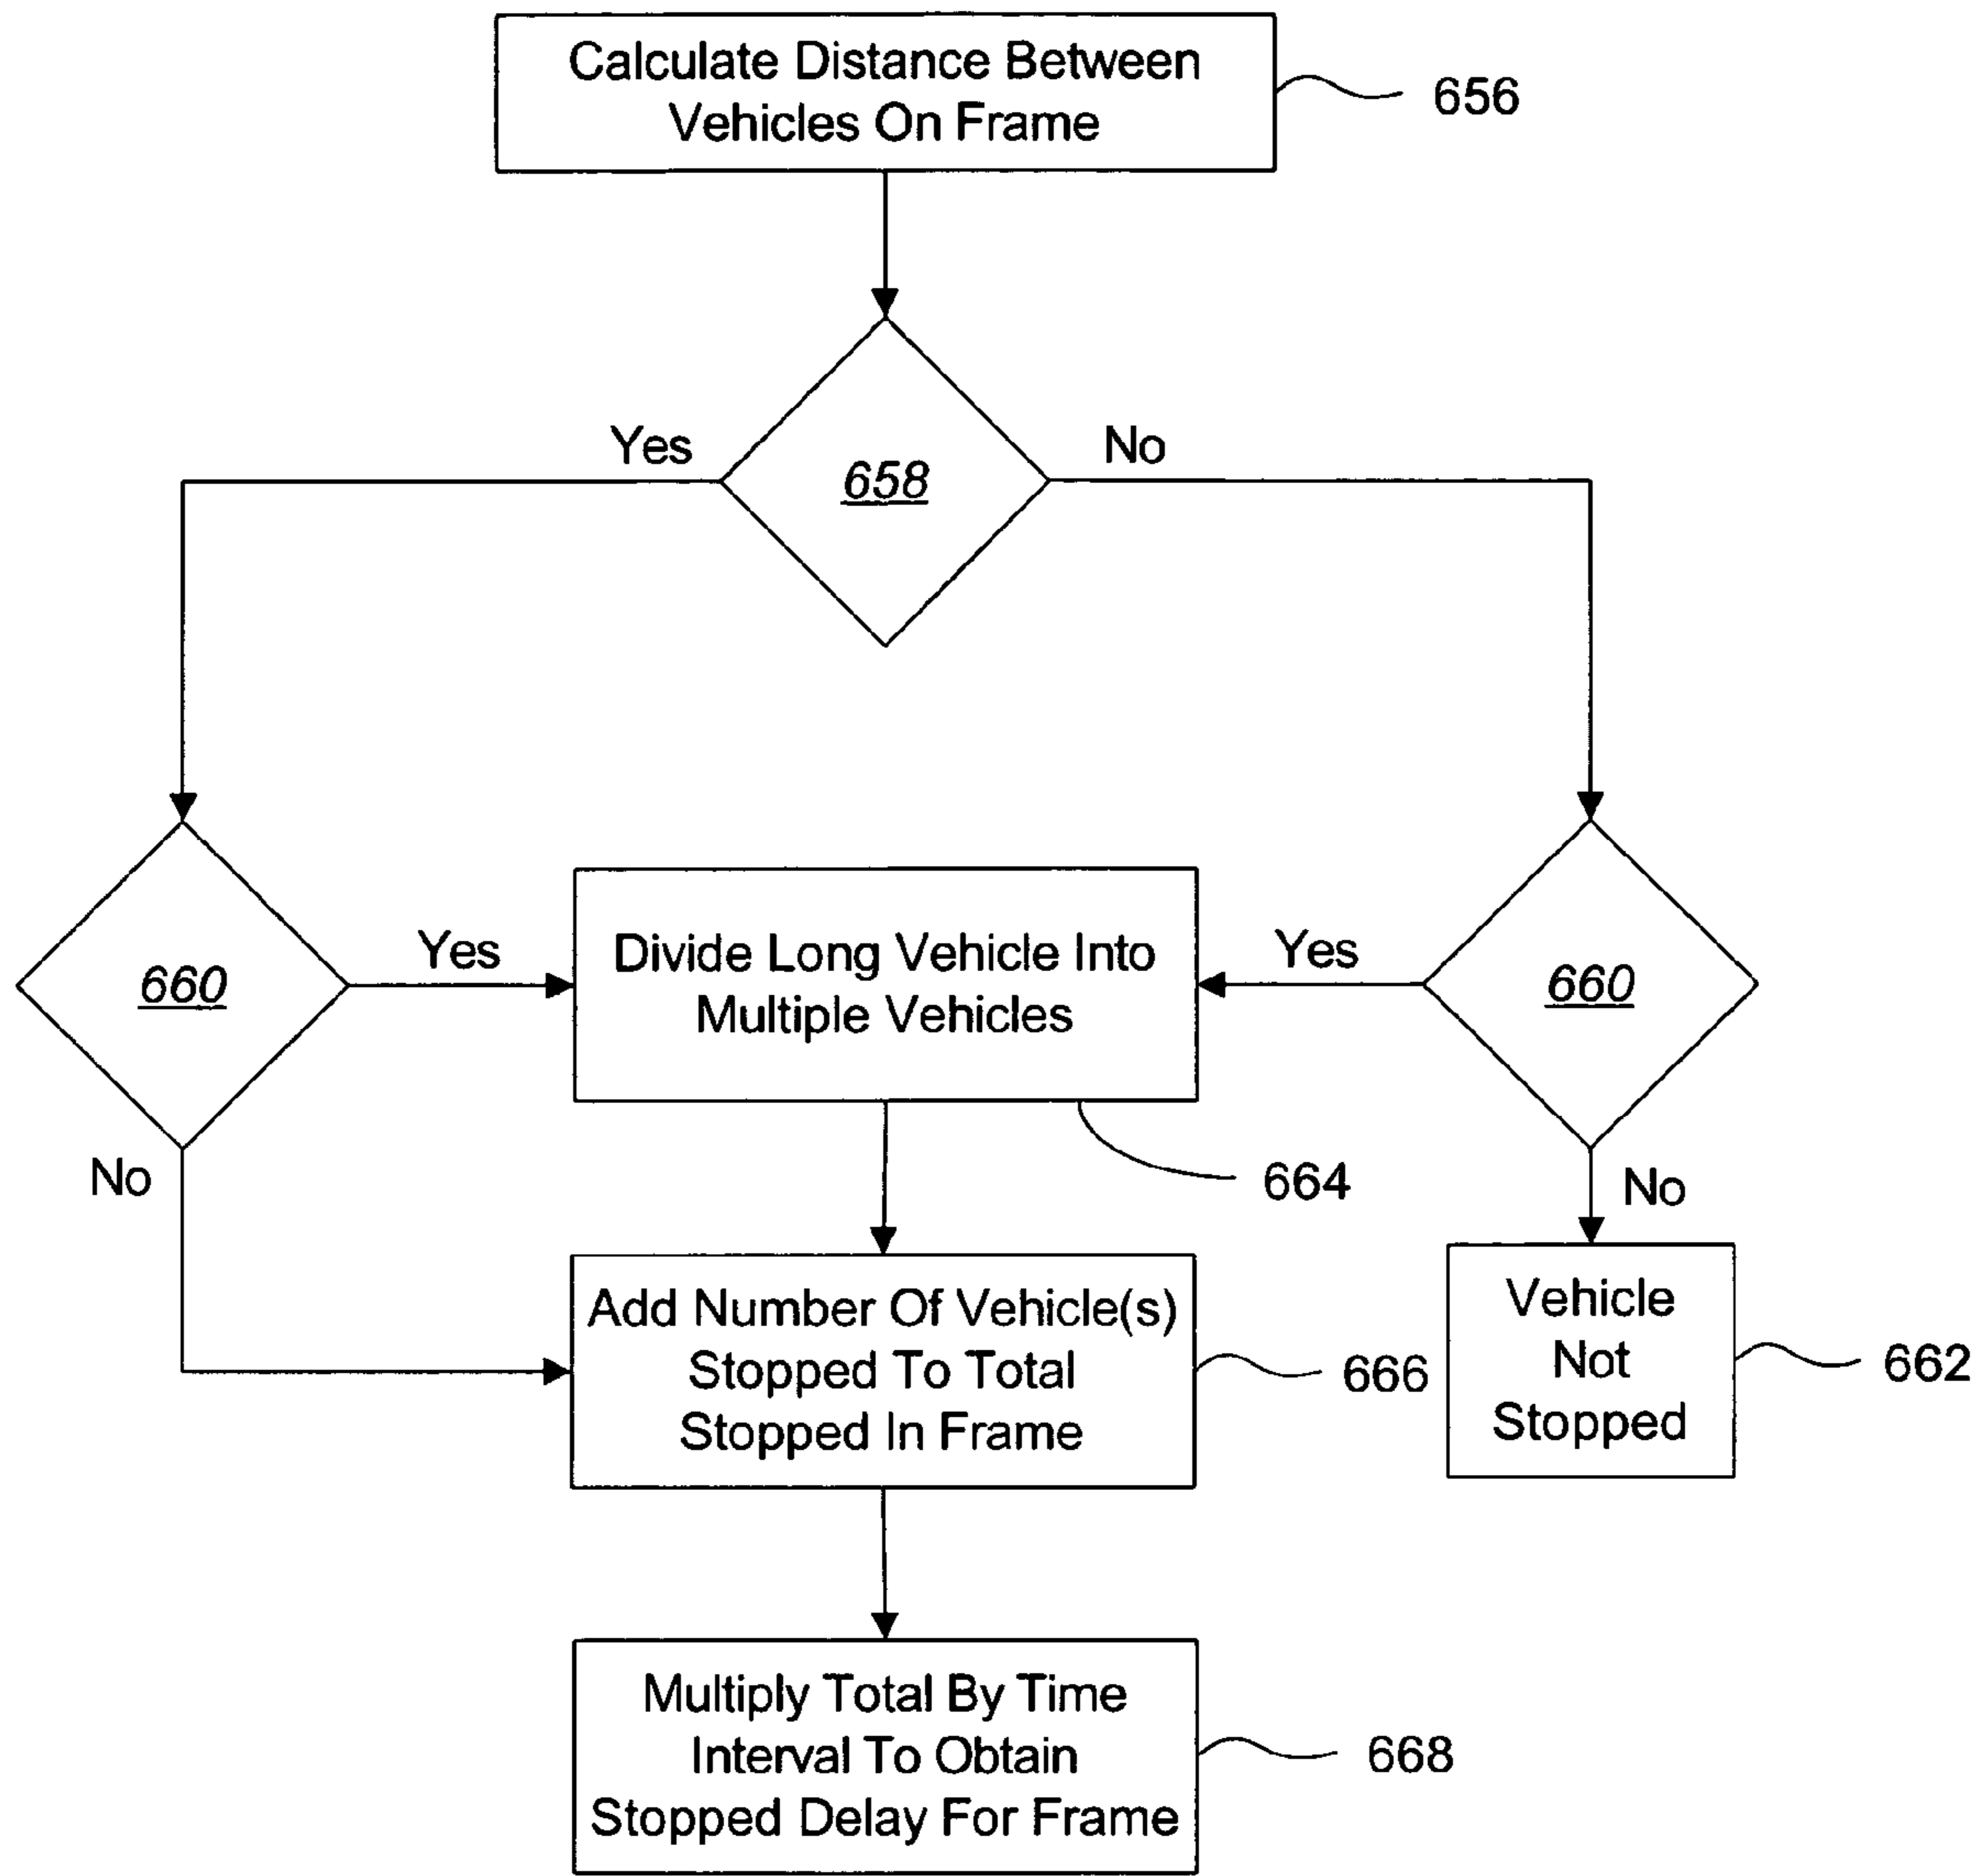 Calculate Distance Between
Vehicles On Frame
656
Yes
No
658
660
Yes
Divide Long Vehicle Into
Multiple Vehicles
Yes
660
No
664
No
Add Number Of Vehicle(s)
Stopped To Total
Stopped In Frame
666
Vehicle
Not
Stopped
662
Multiply Total By Time
Interval To Obtain
Stopped Delay For Frame
668